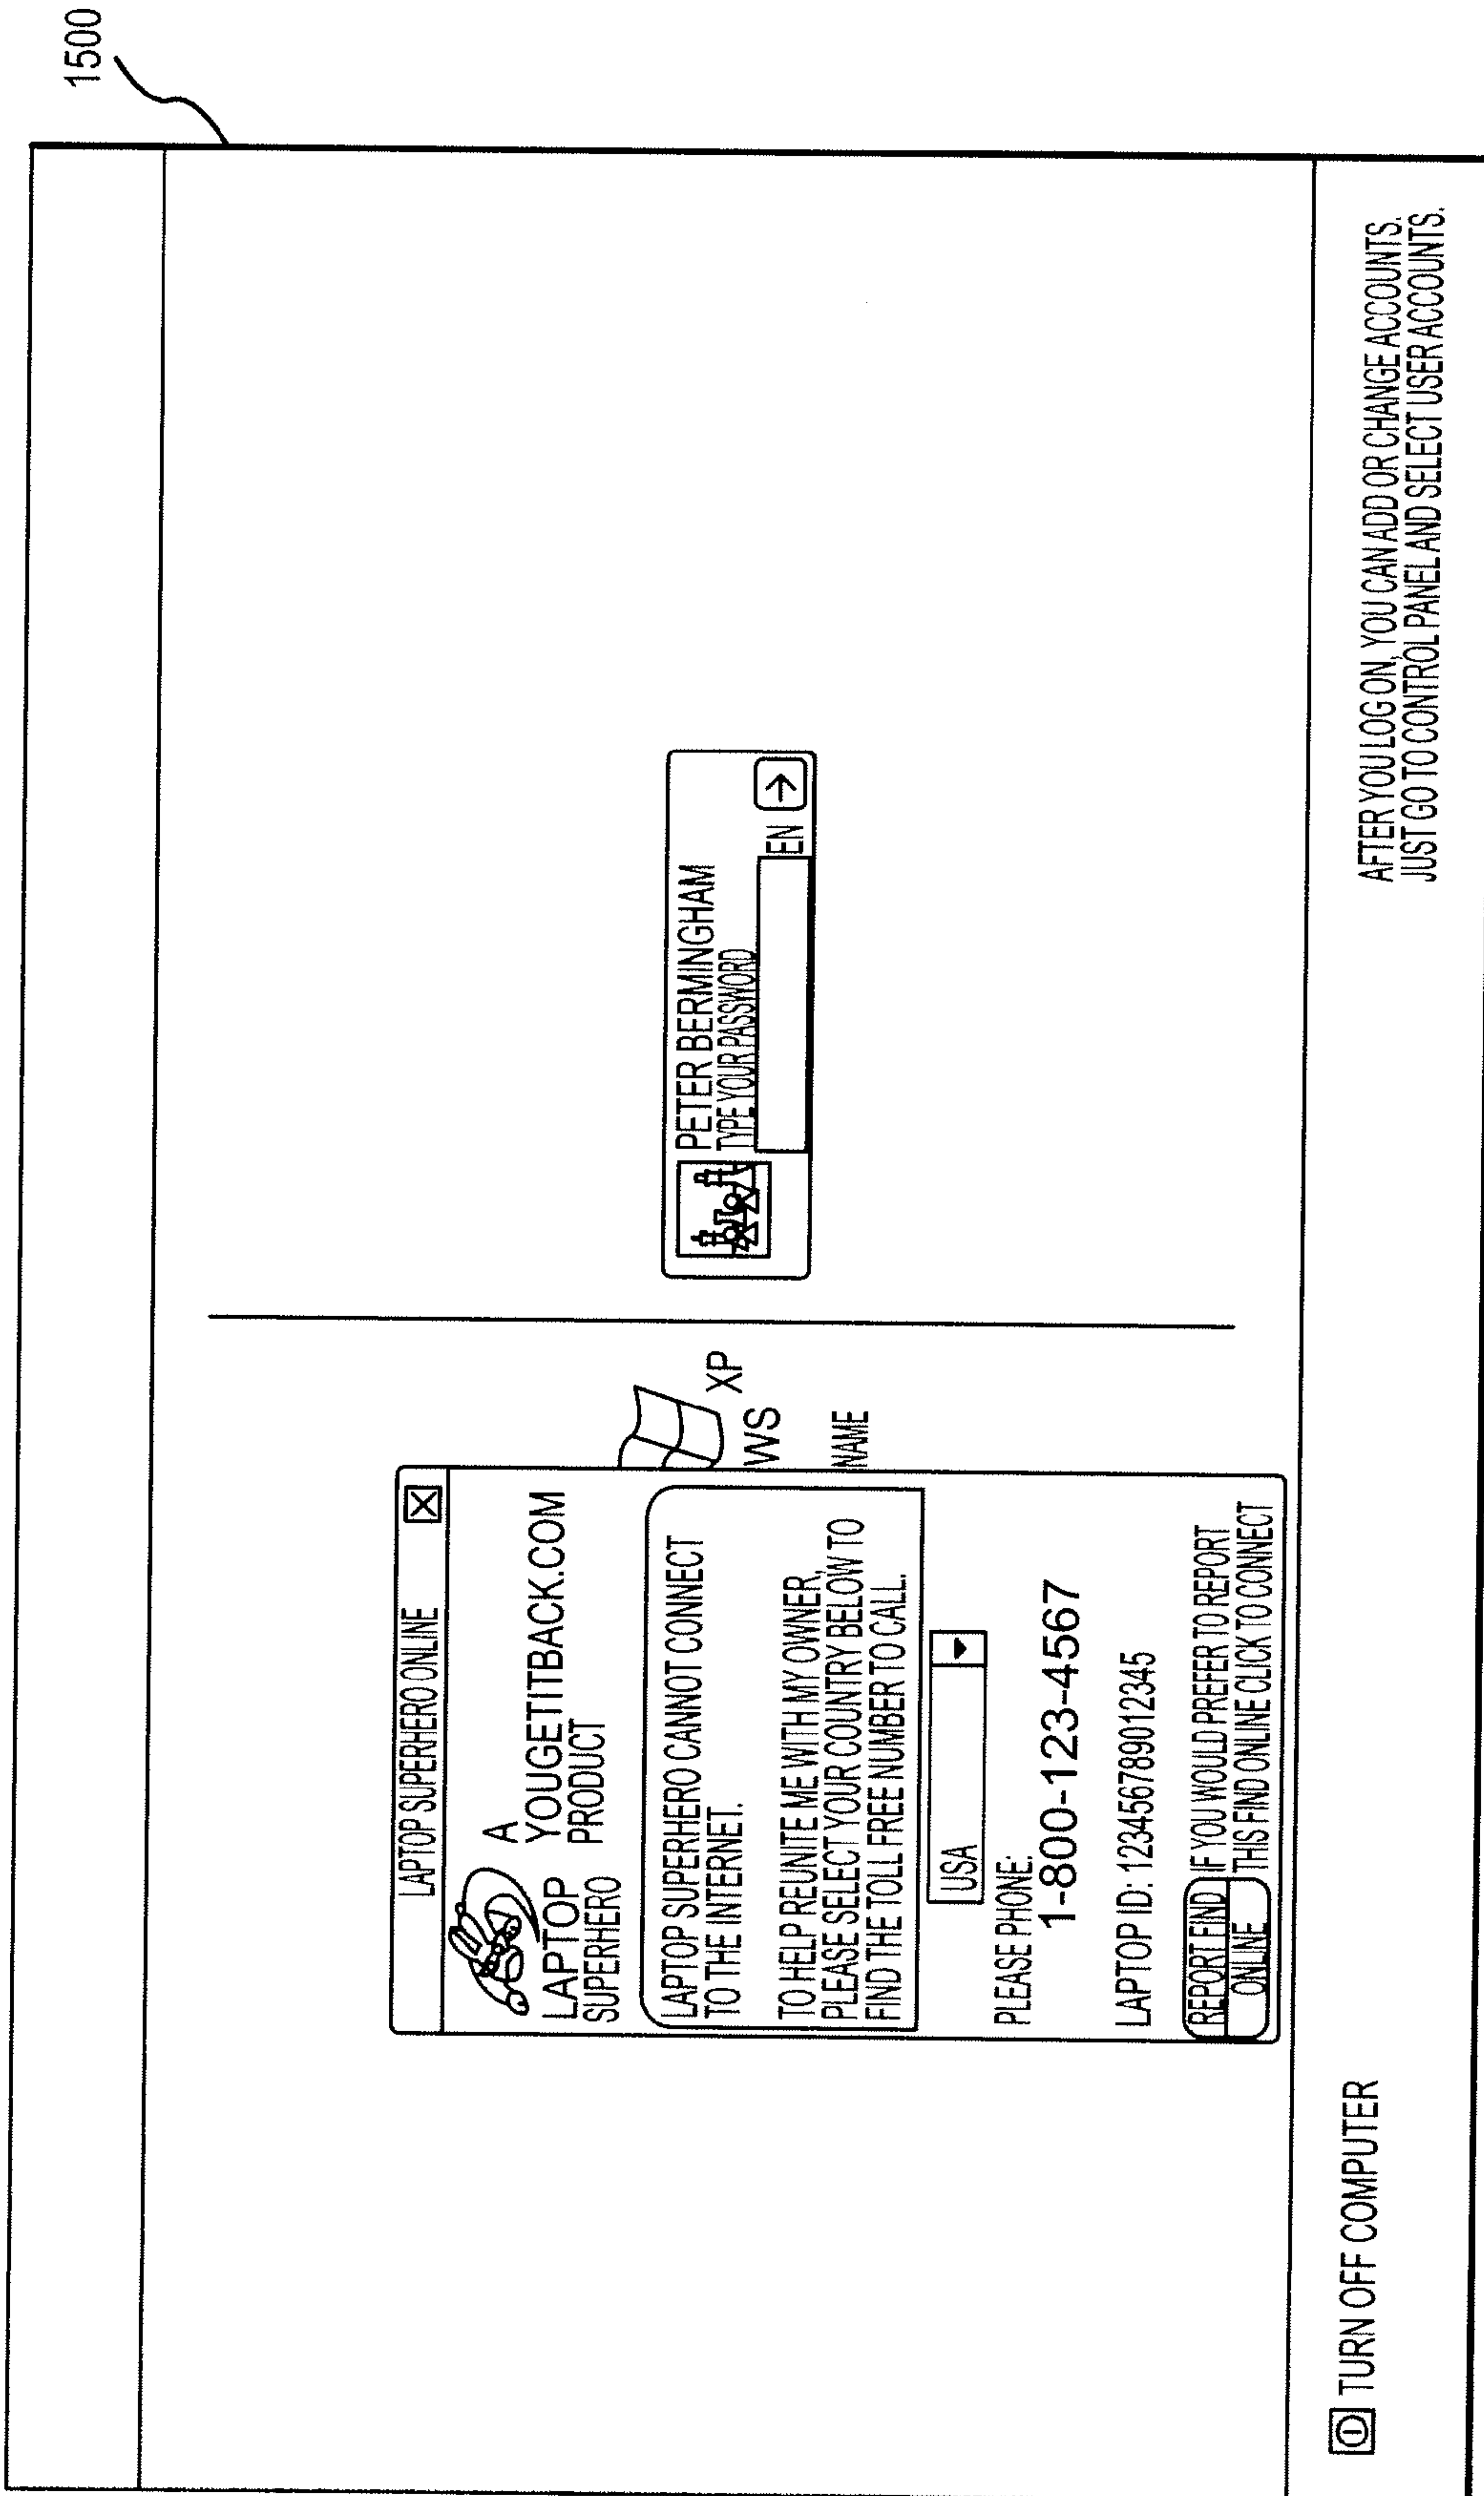 1500
LAPTOP SUPERHERO ONLINE
A
LAPTOP YOUGETITBACK.COM
SUPERHERO PRODUCT
LAPTOP SUPERHERO CANNOT CONNECT
TO THE INTERNET.
TO HELP REUNITE ME WITH MY OWNER,
PLEASE SELECT YOUR COUNTRY BELOW TO
FIND THE TOLL FREE NUMBER TO CALL.
USA
PLEASE PHONE:
1-800-123-4567
LAPTOP ID: 123456789012345
REPORT FIND
ONLINE
IF YOU WOULD PREFER TO REPORT
THIS FIND ONLINE CLICK TO CONNECT
XP
WS
NAME
PETER BERMINGHAM
TYPE YOUR PASSWORD
EN
TURN OFF COMPUTER
AFTER YOU LOG ON, YOU CAN ADD OR CHANGE ACCOUNTS.
JUST GO TO CONTROL PANEL AND SELECT USER ACCOUNTS.